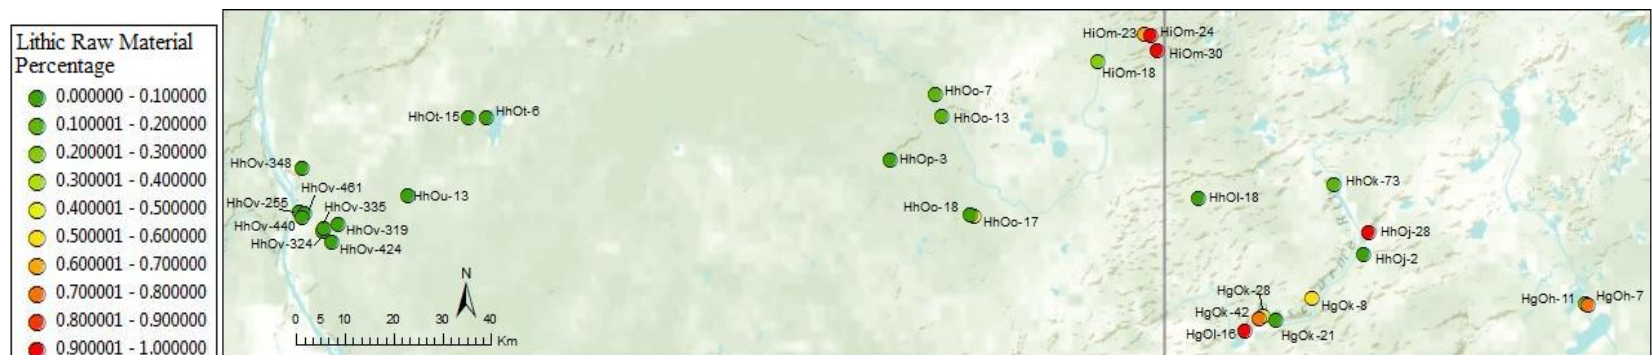 Lithic Raw Material
Percentage
0.000000 - 0.100000
0.100001 - 0.200000
0.200001 - 0.300000
0.300001 - 0.400000
0.400001 - 0.500000
0.500001 - 0.600000
0.600001 - 0.700000
0.700001 - 0.800000
0.800001 - 0.900000
0.900001 - 1.000000
HiOm-23
HiOm-24
HiOm-30
HiOm-18
HhOo-7
HhOt-15
HhOt-6
HhOo-13
HhOv-348
HhOp-3
HhOv-461
HhOk-73
HhOu-13
HhOl-18
HhOv-255
HhOv-335
HhOo-18
HhOo-17
HhOv-440
HhOv-319
HhOj-28
HhOv-324
HhOv-424
HhOj-2
N
HgOk-28
HgOk-8
HgOh-11
HgOh-7
HgOk-42
0 5 10 20 30 40
Km
HgOl-16
HgOk-21